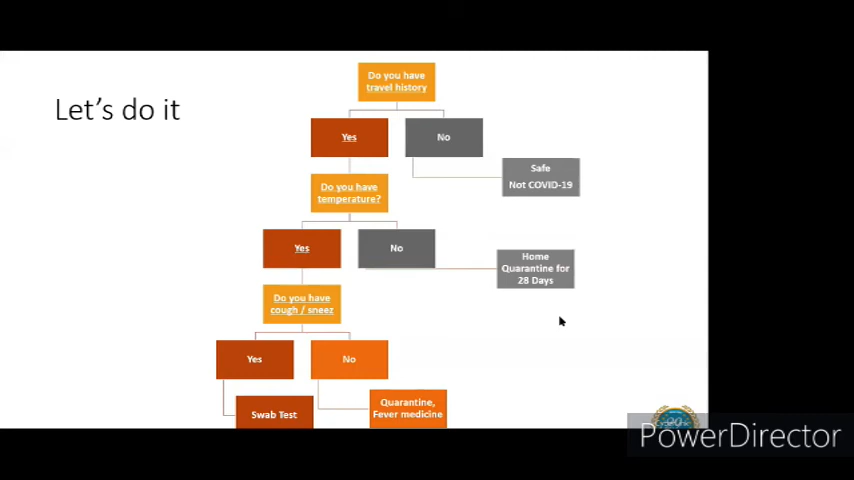 Let's do it
Do you have
travel history
Yes
No
Safe
Not COVID-19
Do you have
temperature?
Yes
No
Home
Quarantine for
28 Days
Do you have
cough / sneez
Yes
No
Swab Test
Quarantine,
Fever medicine
PowerDirector